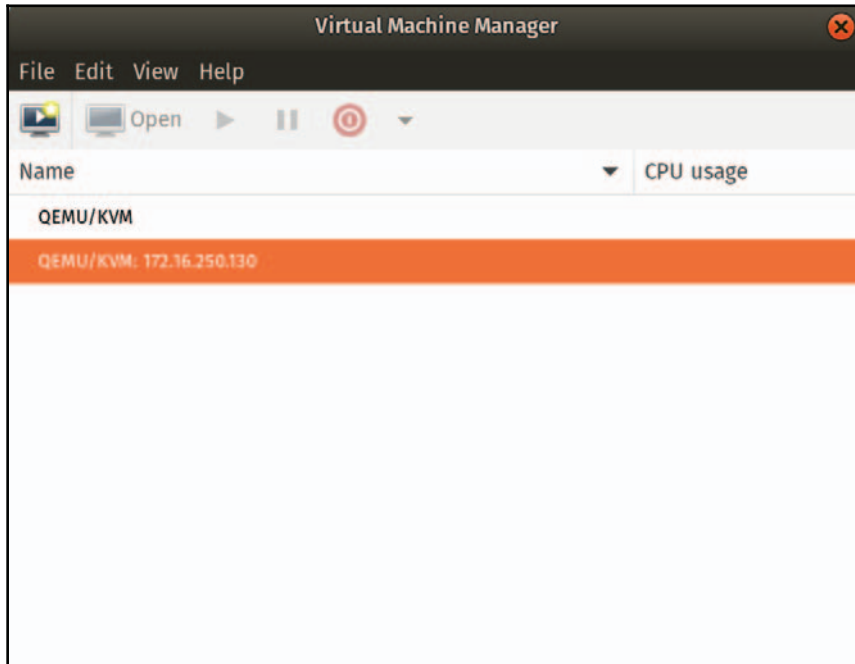 Virtual Machine Manager
File Edit View Help
Open
Name CPU usage
QEMU/KVM
QEMU/KVM: 172.16.250.130